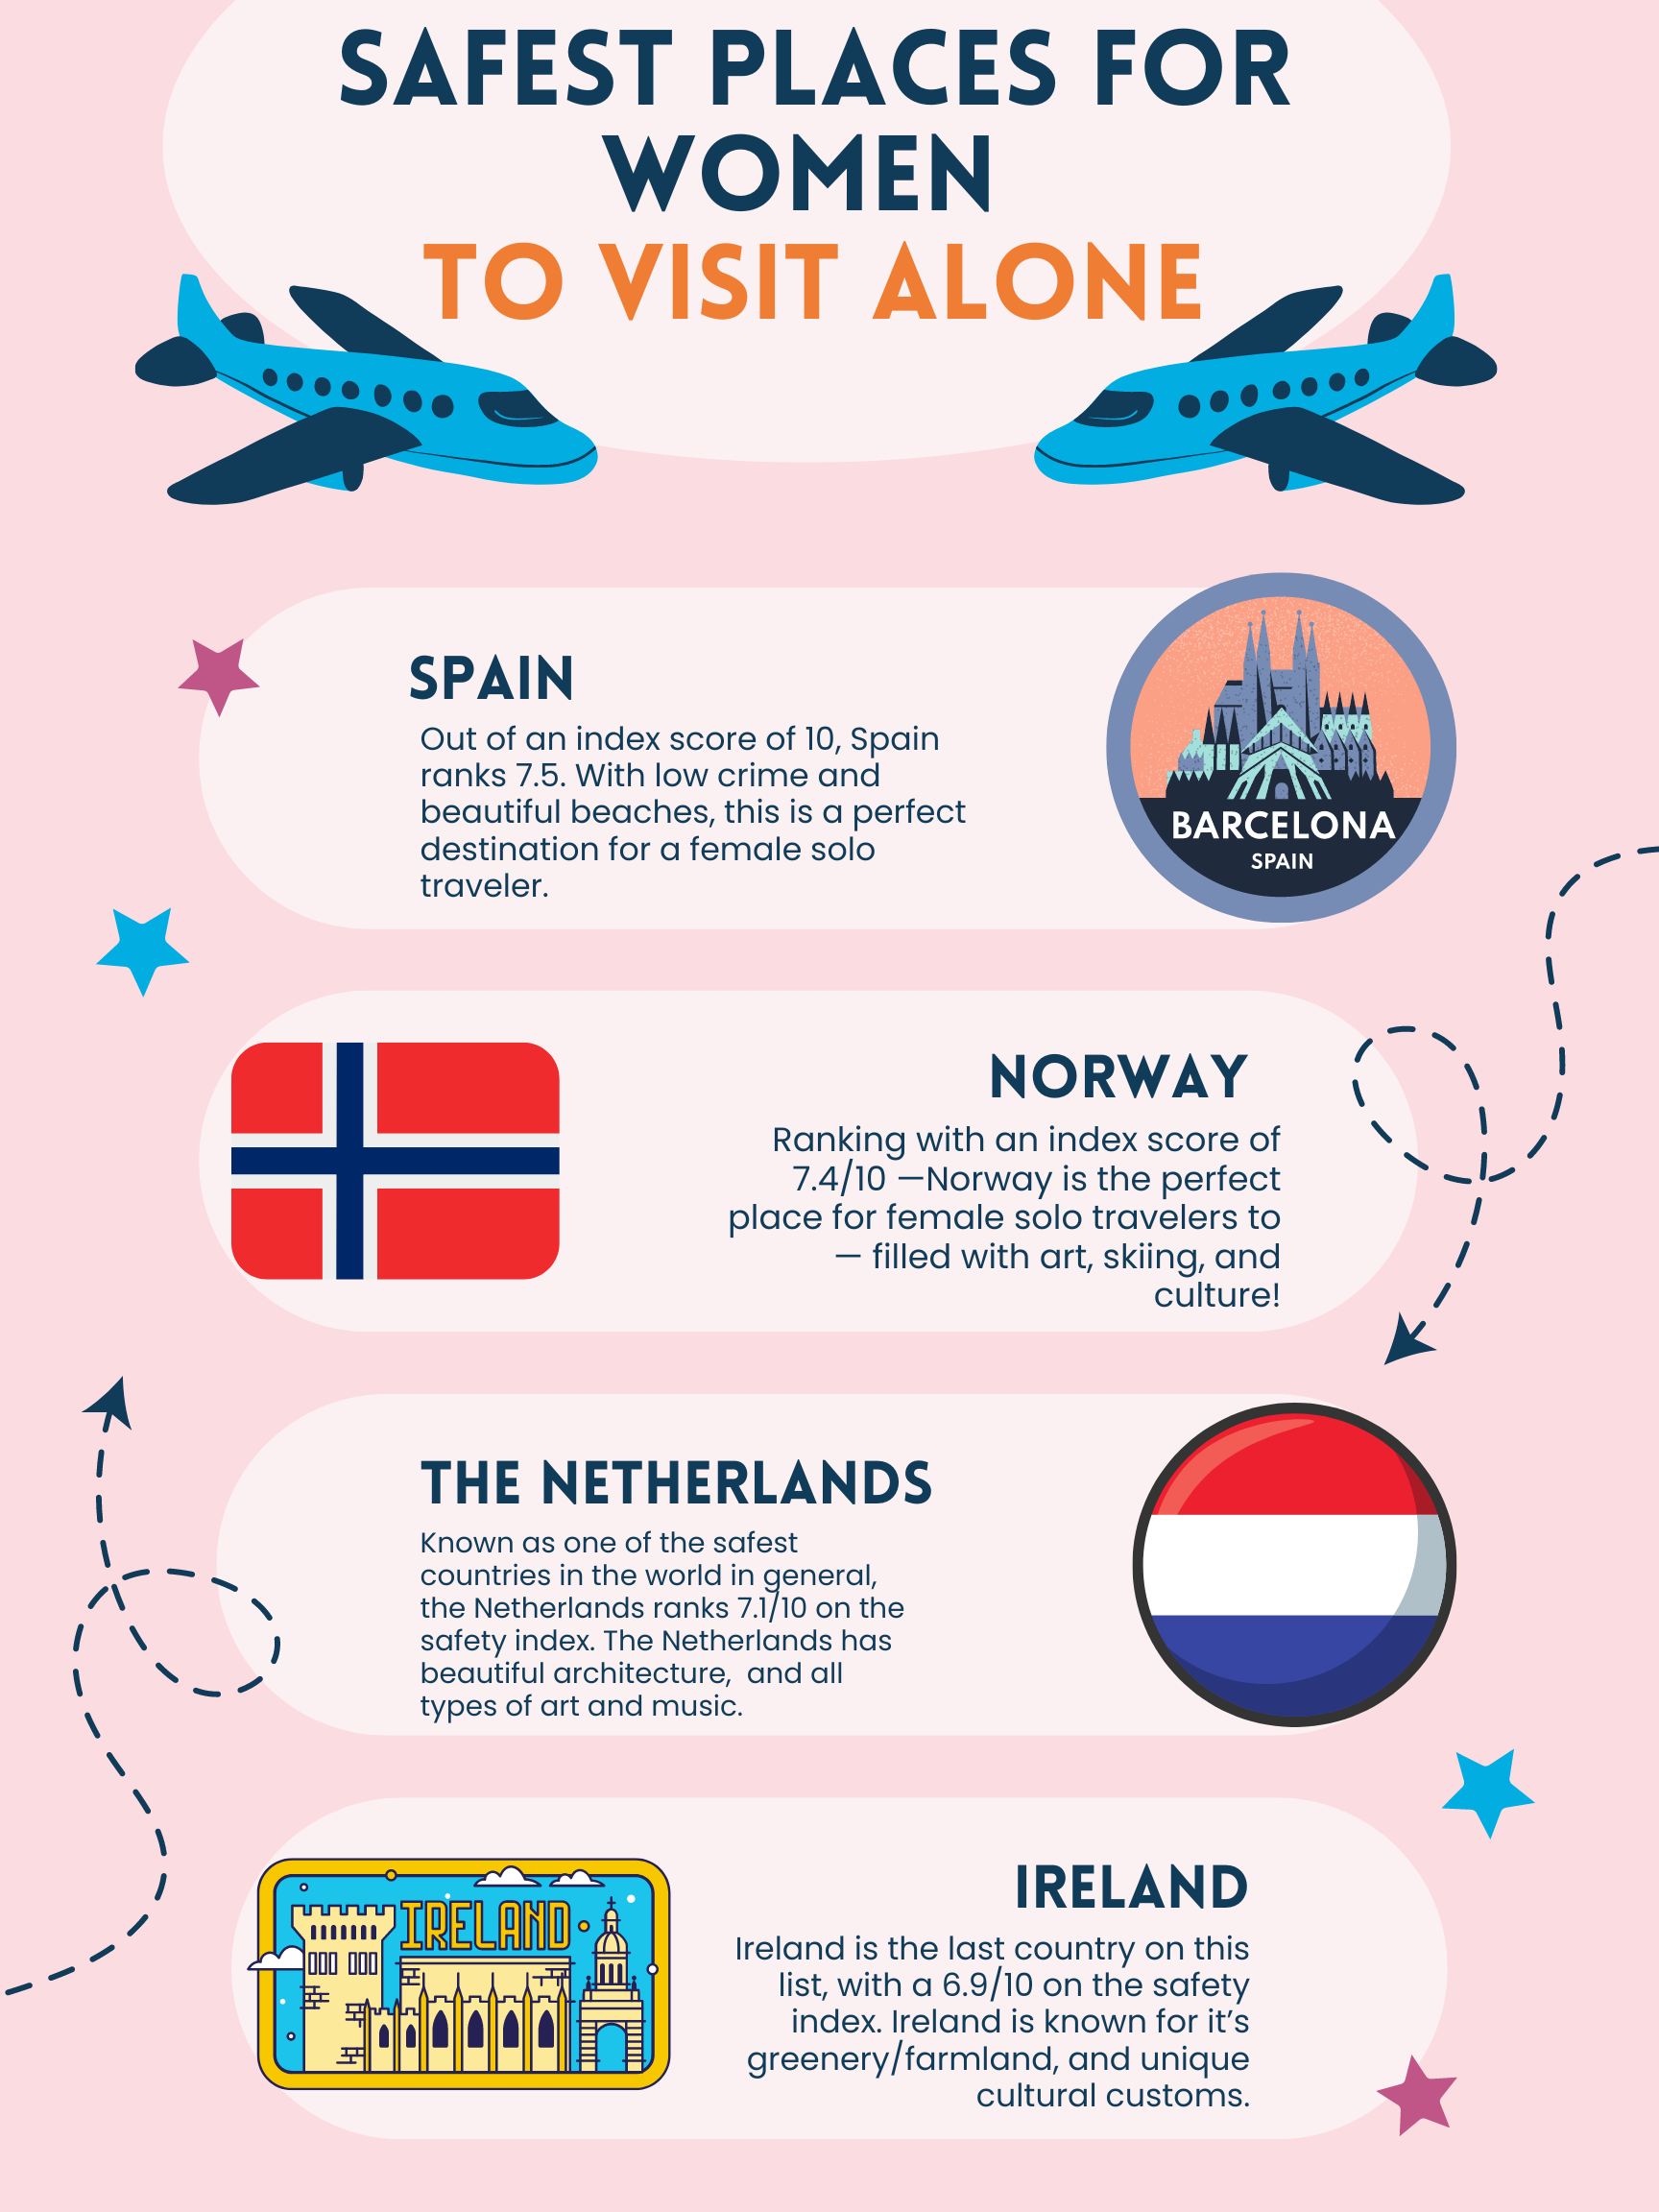 SAFEST PLACES FOR
WOMEN
TO VISIT ALONE
SPAIN
Out of an index score of 10, Spain
ranks 7.5. With low crime and
beautiful beaches, this is a perfect
destination for a female solo
traveler.
BARCELONA
SPAIN
NORWAY
Ranking with an index score of
7.4/10 —Norway is the perfect
place for female solo travelers to
— filled with art, skiing, and
culture!
THE NETHERLANDS
Known as one of the safest
countries in the world in general,
the Netherlands ranks 7.1/10 on the
safety index. The Netherlands has
beautiful architecture,  and all
types of art and music.
IRELAND
IRELAND
Ireland is the last country on this
list, with a 6.9/10 on the safety
index. Ireland is known for it’s
greenery/farmland, and unique
cultural customs.